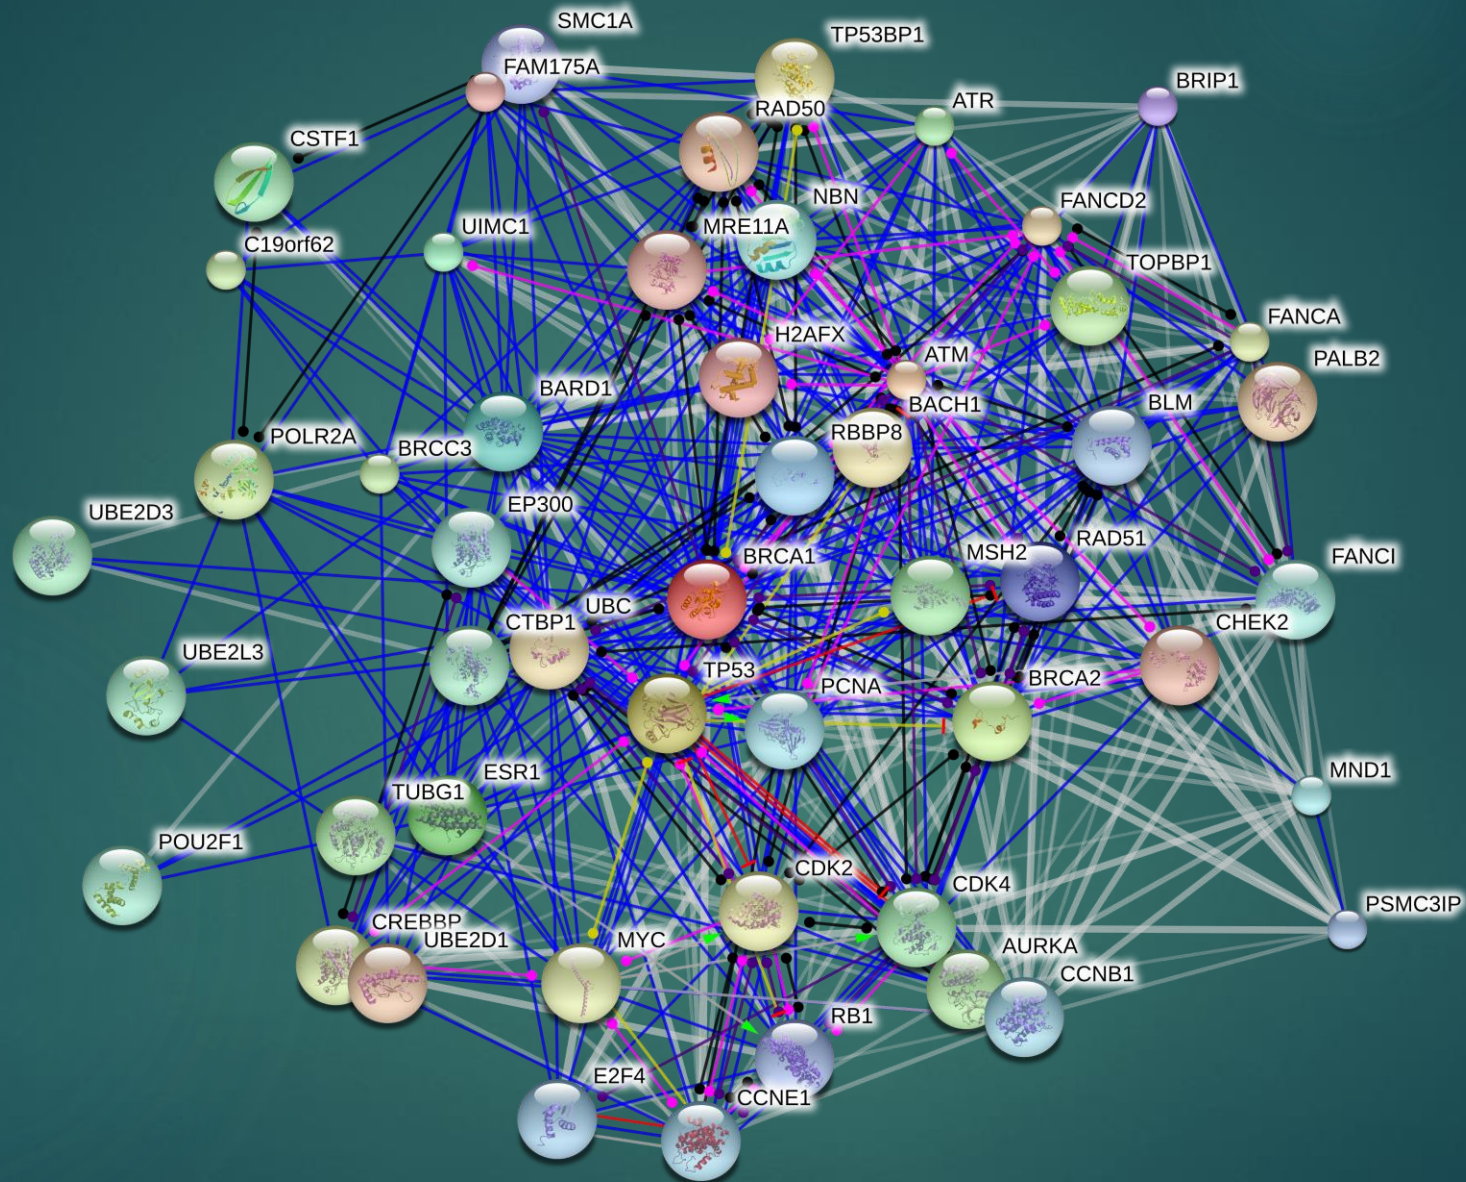 SMC1A
TP53BP1
FAM175A
BRIP1
ATR
RAD50
CSTF1
NBN
FANCD2
UIMC1
MRE11A
C19orf62
TOPBP1
FANCA
H2AFX
ATM
PALB2
BARD1
BACH1
BLM
RBBP8
POLR2A
BRCC3
EP300
UBE2D3
RAD51
MSH2
BRCA1
FANCI
UBC
CTBP1
CHEK2
UBE2L3
TP53
BRCA2
PCNA
MND1
ESR1
TUBG1
POU2F1
CDK2
CDK4
PSMC3IP
CREBBP
UBE2D1
MYC
AURKA
CCNB1
RB1
E2F4
CCNE1